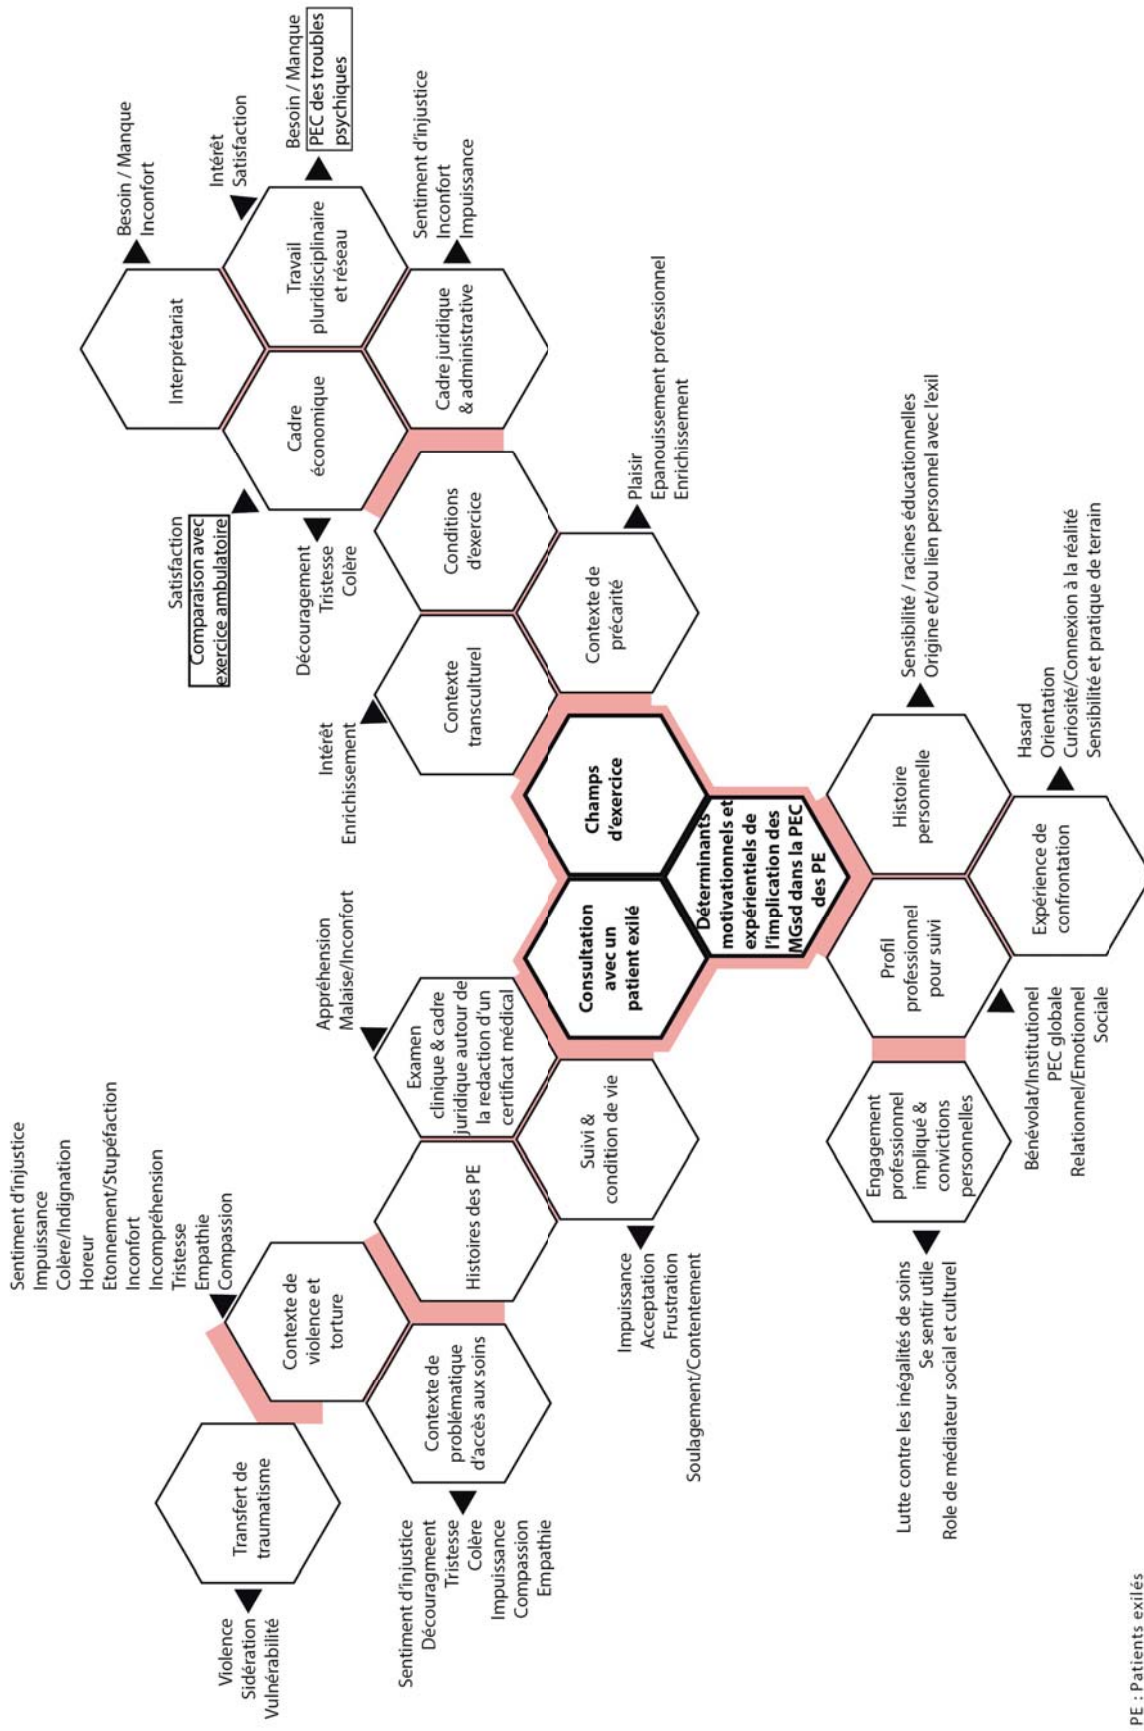 Sentiment d'injustice
Impuissance
Colère/Indignation
Horeur
Etonnement/Stupéfaction
Inconfort
Incompréhension
Tristesse
Empathie
Compassion
Violence
Sidération
Vulnérabilité
Transfert de
traumatisme
Contexte de
violence et
torture
Contexte de
problématique
d'accès aux soins
Sentiment d'injustice
Découragmeent
Tristesse
Colère
Impuissance
Compassion
Empathie
Histoires des PE
Appréhension
Malaise/Inconfort
Examen
clinique & cadre
juridique autour de
la redaction d'un
certificat médical
Suivi &
condition de vie
Impuissance
Acceptation
Frustration
Soulagement/Contentement
Consultation
avec un
patient exilé
Champs
d'exercice
Déterminants
motivationnels et
expérientiels de
l'implication des
MGsd dans la PEC
des PE
Intérêt
Enrichissement
Contexte
transculturel
Conditions
d'exercice
Contexte de
précarité
Plaisir
Epanouissement professionnel
Enrichissement
Satisfaction
Comparaison avec
exercice ambulatoire
Découragement
Tristesse
Colère
Cadre
économique
Interprétariat
Besoin / Manque
Inconfort
Intérêt
Satisfaction
Travail
pluridisciplinaire
et réseau
Besoin / Manque
PEC des troubles
psychiques
Cadre juridique
& administrative
Sentiment d'injustice
Inconfort
Impuissance
Engagement
professionnel
impliqué &
convictions
personnelles
Lutte contre les inégalités de soins
Se sentir utile
Role de médiateur social et culturel
Profil
professionnel
pour suivi
Bénévolat/Institutionel
PEC globale
Relationnel/Emotionnel
Sociale
Histoire
personnelle
Sensibilité / racines éducationnelles
Origine et/ou lien personnel avec l'exil
Expérience de
confrontation
Hasard
Orientation
Curiosité/Connexion à la réalité
Sensibilité et pratique de terrain
PE : Patients exilés